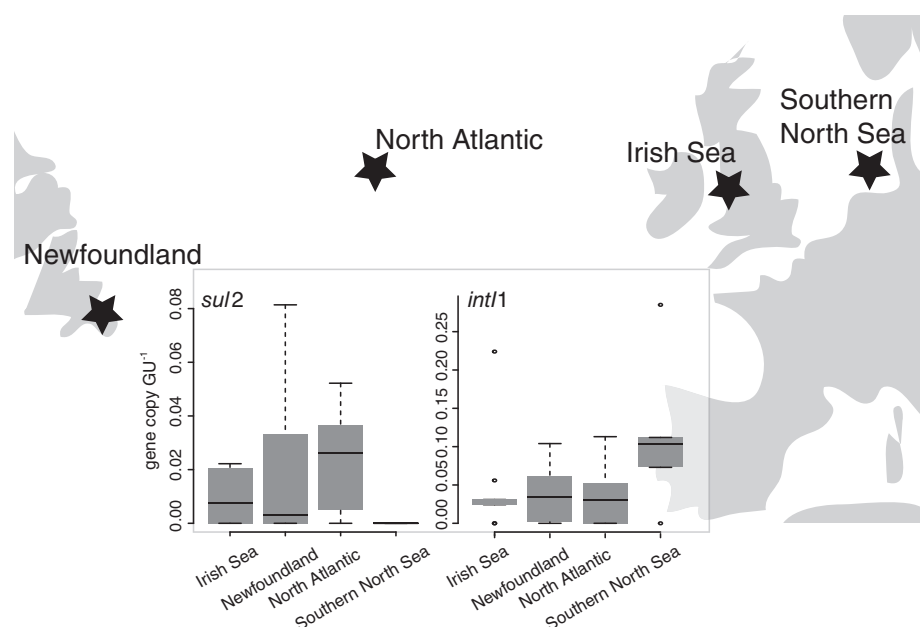 Southern
North Sea
North Atlantic
Irish Sea
Newfoundland
sul2
intI1
gene copy GU⁻¹
0.08
0.06
0.04
0.02
0.00
0.25
0.20
0.15
0.10
0.05
0.00
Irish Sea
Newfoundland
North Atlantic
Southern North Sea
Irish Sea
Newfoundland
North Atlantic
Southern North Sea